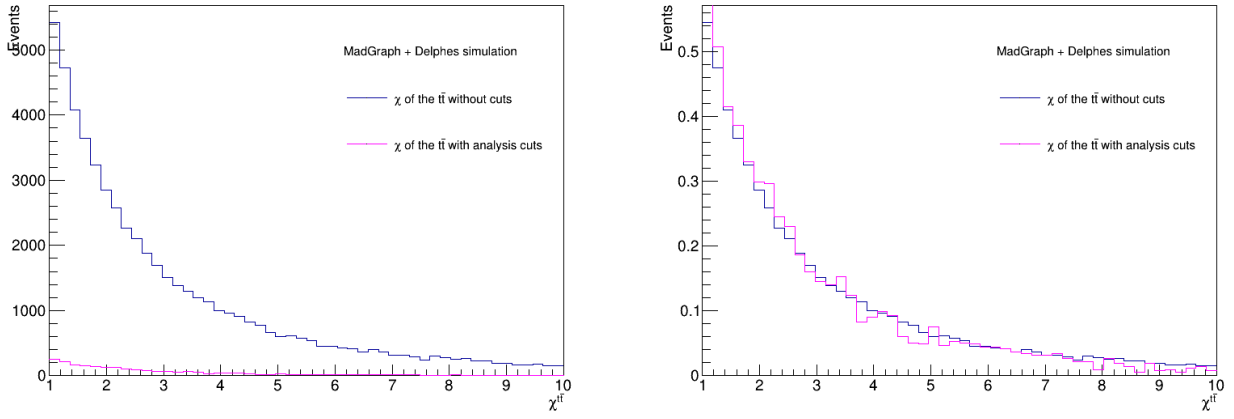 Events
5000
4000
3000
2000
1000
0
MadGraph + Delphes simulation
χ of the tt̄ without cuts
χ of the tt̄ with analysis cuts
1 2 3 4 5 6 7 8 9 10
χ^tt̄
Events
0.5
0.4
0.3
0.2
0.1
0
MadGraph + Delphes simulation
χ of the tt̄ without cuts
χ of the tt̄ with analysis cuts
1 2 3 4 5 6 7 8 9 10
χ^tt̄